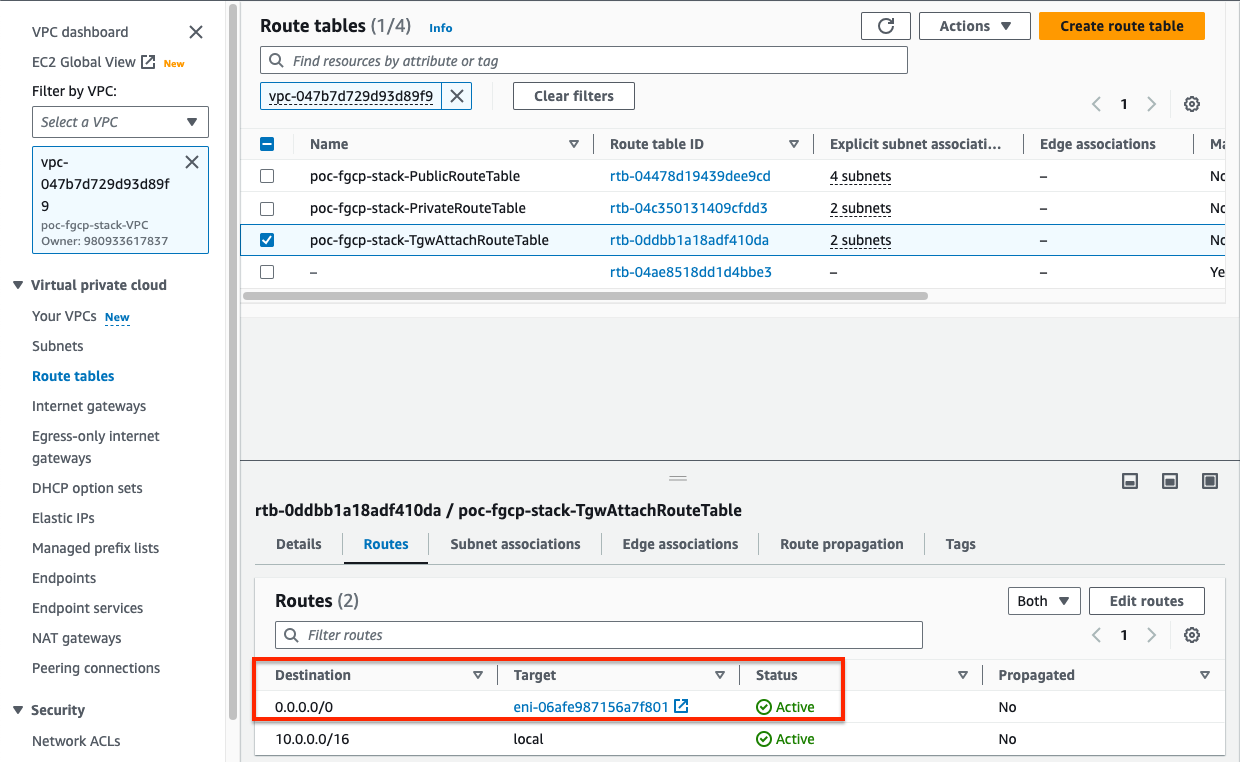 VPC dashboard
EC2 Global View New
Filter by VPC:
Select a VPC
vpc-
047b7d729d93d89f
9
poc-fgcp-stack-VPC
Owner: 980933617837
Virtual private cloud
Your VPCs New
Subnets
Route tables
Internet gateways
Egress-only internet
gateways
DHCP option sets
Elastic IPs
Managed prefix lists
Endpoints
Endpoint services
NAT gateways
Peering connections
Security
Network ACLs
Route tables (1/4) Info
Actions
Create route table
Find resources by attribute or tag
vpc-047b7d729d93d89f9
Clear filters
1
Name Route table ID Explicit subnet associati... Edge associations Ma
poc-fgcp-stack-PublicRouteTable rtb-04478d19439dee9cd 4 subnets – No
poc-fgcp-stack-PrivateRouteTable rtb-04c350131409cfdd3 2 subnets – No
poc-fgcp-stack-TgwAttachRouteTable rtb-0ddbb1a18adf410da 2 subnets – No
– rtb-04ae8518dd1d4bbe3 – – Ye
rtb-0ddbb1a18adf410da / poc-fgcp-stack-TgwAttachRouteTable
Details Routes Subnet associations Edge associations Route propagation Tags
Routes (2)
Both
Edit routes
Filter routes
1
Destination Target Status Propagated
0.0.0.0/0 eni-06afe987156a7f801 Active No
10.0.0.0/16 local Active No